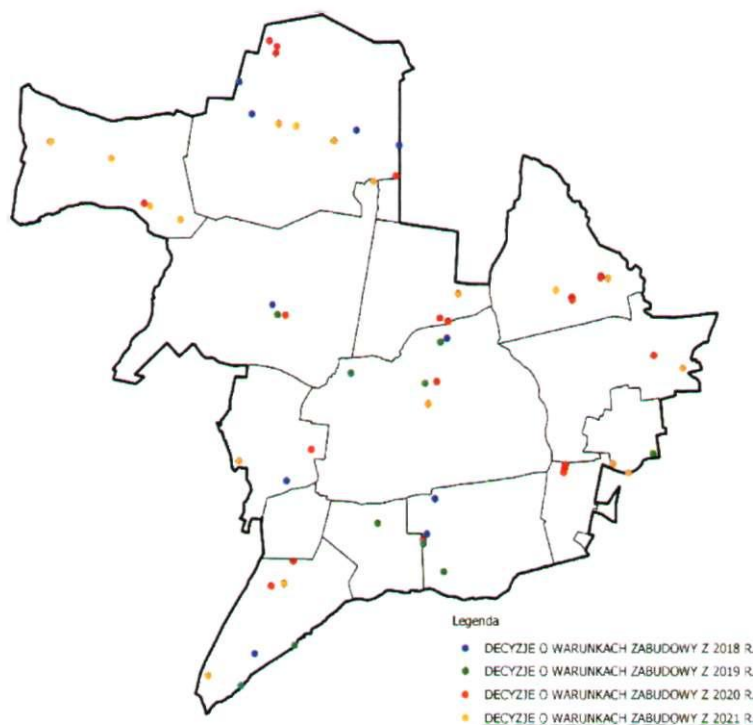 Legenda
DECYZJE O WARUNKACH ZABUDOWY Z 2018 R.
DECYZJE O WARUNKACH ZABUDOWY Z 2019 R.
DECYZJE O WARUNKACH ZABUDOWY Z 2020 R.
DECYZJE O WARUNKACH ZABUDOWY Z 2021 R.